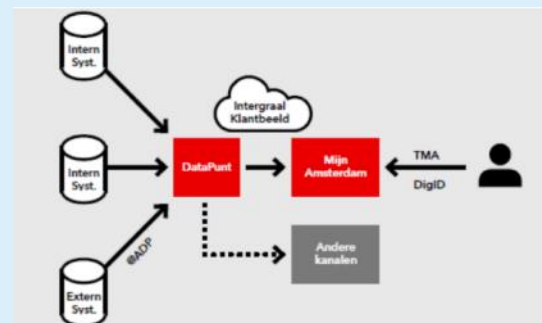 Intern
Syst.
Intergraal
Klantbeeld
Intern
Syst.
DataPunt
Mijn
Amsterdam
TMA
DigID
@ADP
Andere
kanalen
Extern
Syst.